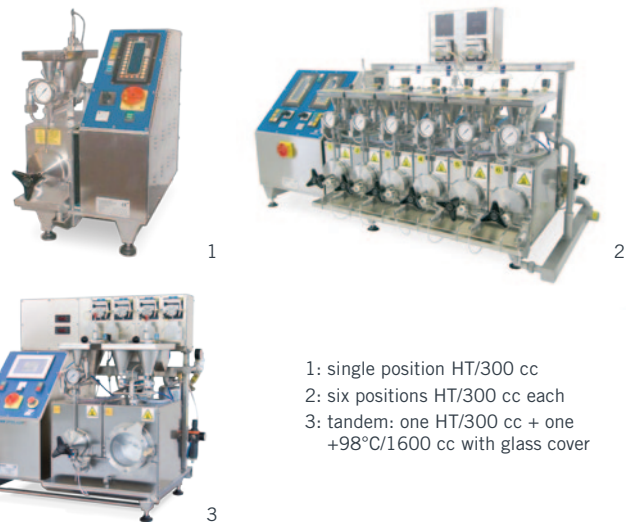 1
2
3
1: single position HT/300 cc
2: six positions HT/300 cc each
3: tandem: one HT/300 cc + one
+98°C/1600 cc with glass cover